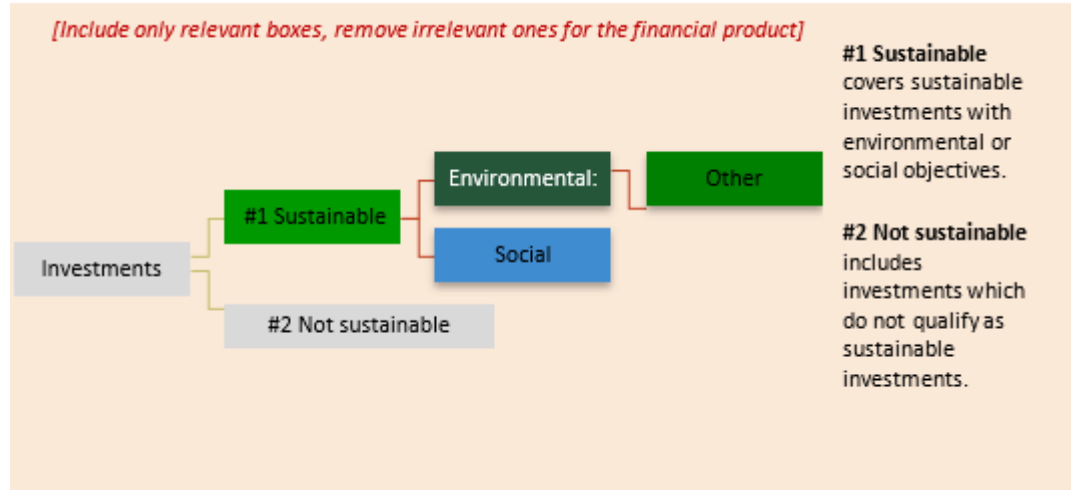 [Include only relevant boxes, remove irrelevant ones for the financial product]
#1 Sustainable
covers sustainable
investments with
environmental or
social objectives.
Environmental:
Other
#1 Sustainable
Social
Investments
#2 Not sustainable
#2 Not sustainable
includes
investments which
do not qualify as
sustainable
investments.